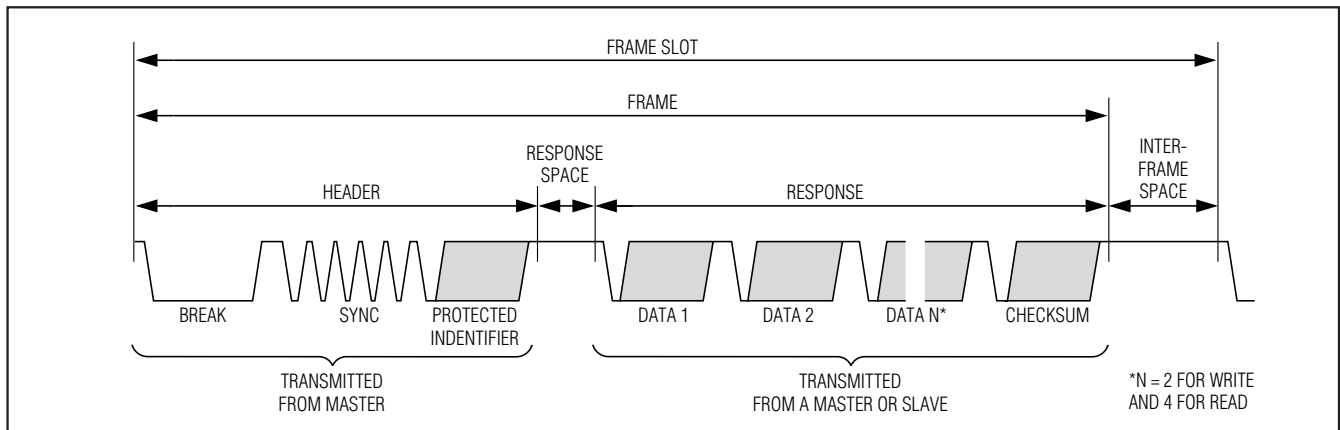 FRAME SLOT
FRAME
RESPONSE
SPACE
INTER-
FRAME
SPACE
HEADER
RESPONSE
BREAK
SYNC
PROTECTED
INDENTIFIER
DATA 1
DATA 2
DATA N*
CHECKSUM
TRANSMITTED
FROM MASTER
TRANSMITTED
FROM A MASTER OR SLAVE
*N = 2 FOR WRITE
AND 4 FOR READ